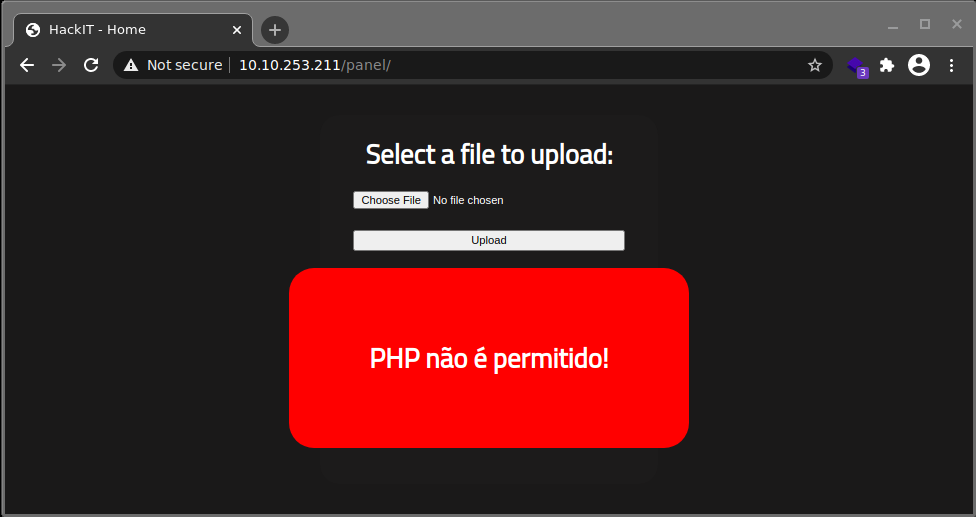 HackIT - Home
Not secure 10.10.253.211/panel/
3
Select a file to upload:
Choose File No file chosen
Upload
PHP não é permitido!